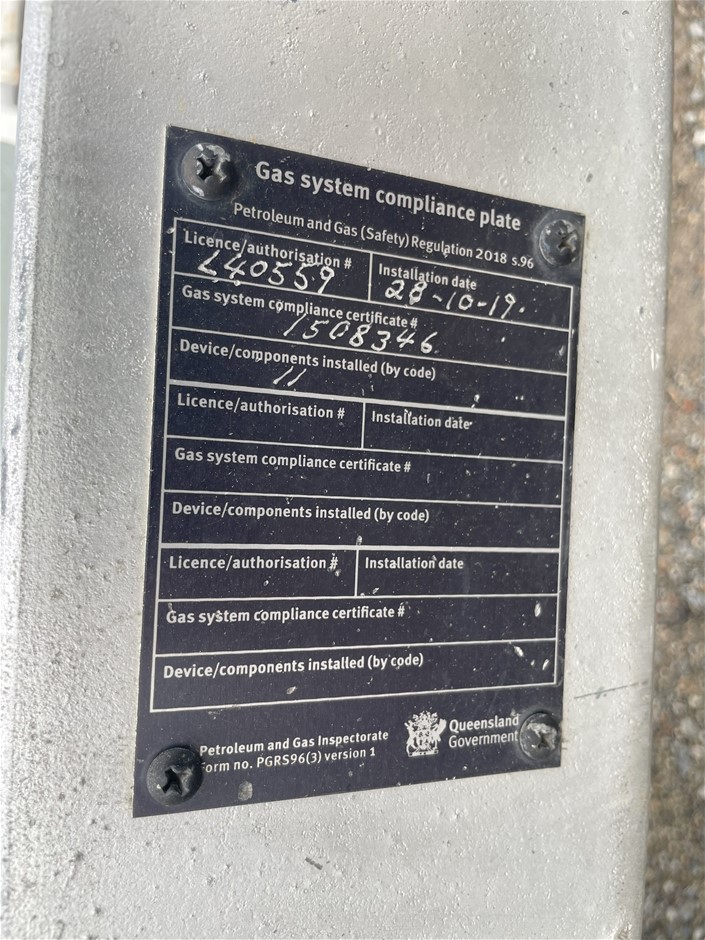 Gas system compliance plate
Petroleum and Gas (Safety) Regulation 2018 s.96
Licence/authorisation # Installation date
L40559 28-10-19.
Gas system compliance certificate #
1508346
Device/components installed (by code)
11
Licence/authorisation # Installation date
Gas system compliance certificate #
Device/components installed (by code)
Licence/authorisation # Installation date
Gas system compliance certificate #
Device/components installed (by code)
Petroleum and Gas Inspectorate
Form no. PGRS96(3) version 1
Queensland
Government